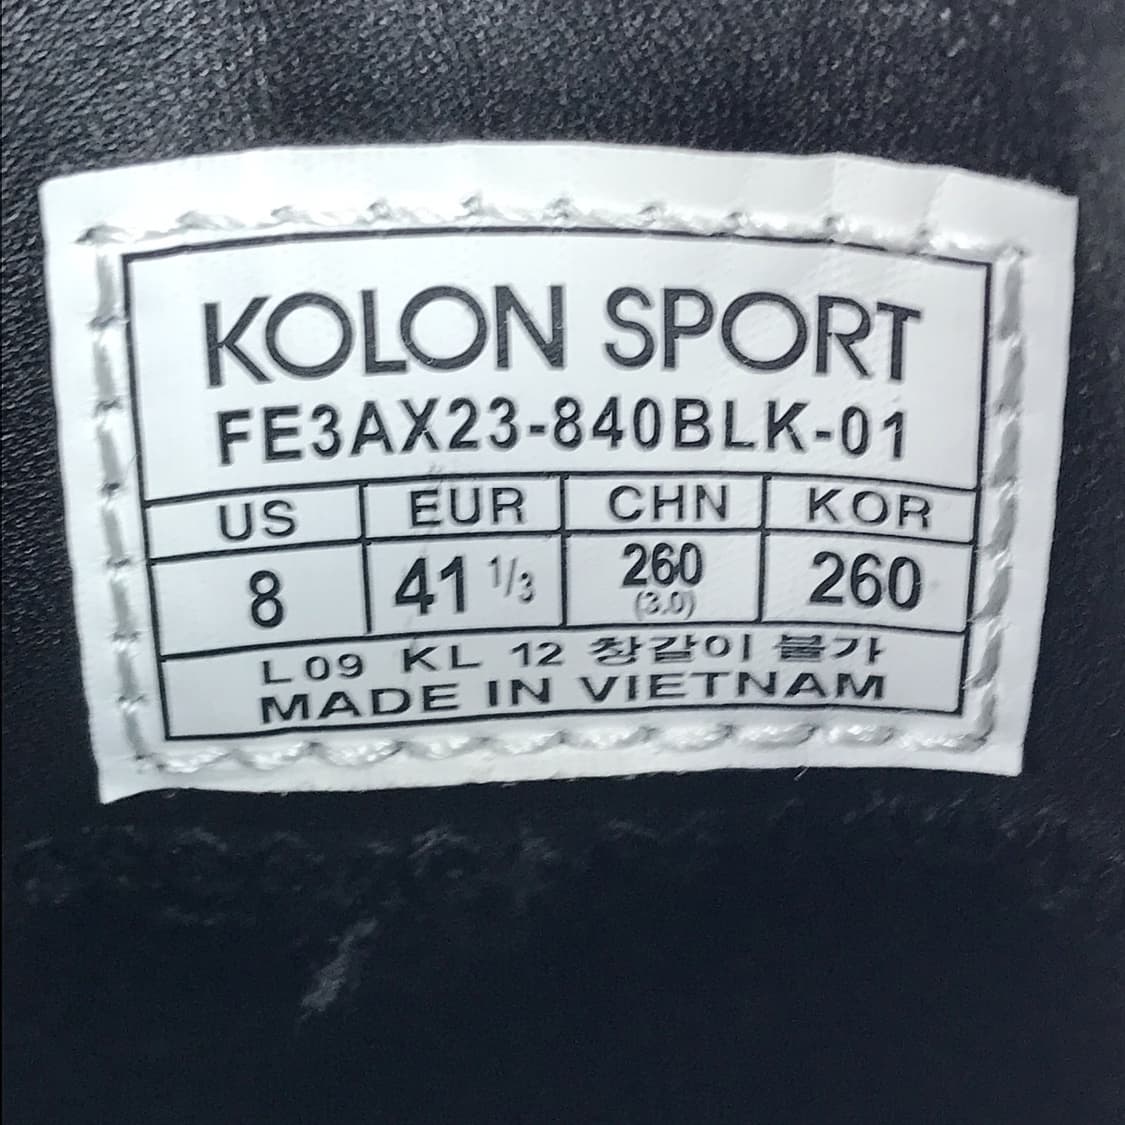 KOLON SPORT
FE3AX23-840BLK-01
US EUR CHN KOR
8 41 1/3 260 (3.0) 260
L09 KL 12 창갈이 불가
MADE IN VIETNAM